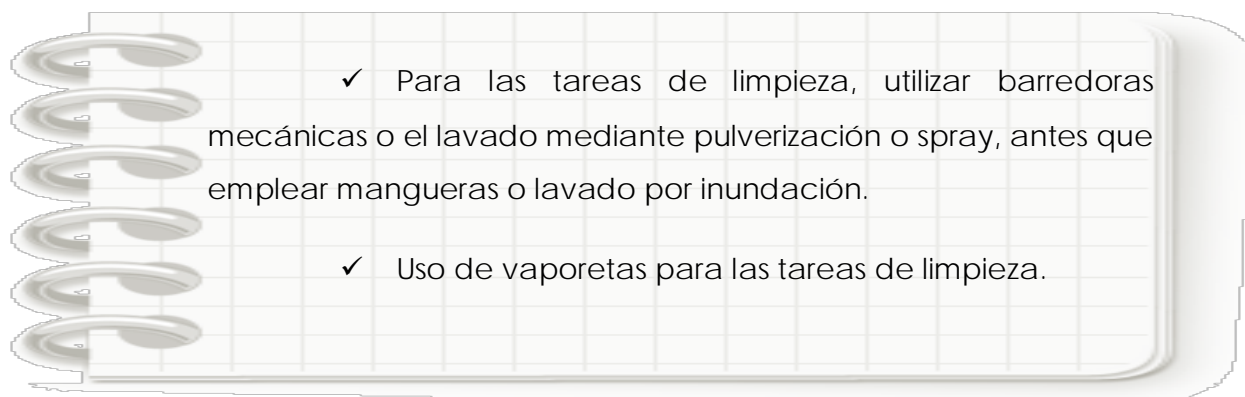 ✓ Para las tareas de limpieza, utilizar barredoras
mecánicas o el lavado mediante pulverización o spray, antes que
emplear mangueras o lavado por inundación.
✓ Uso de vaporetas para las tareas de limpieza.